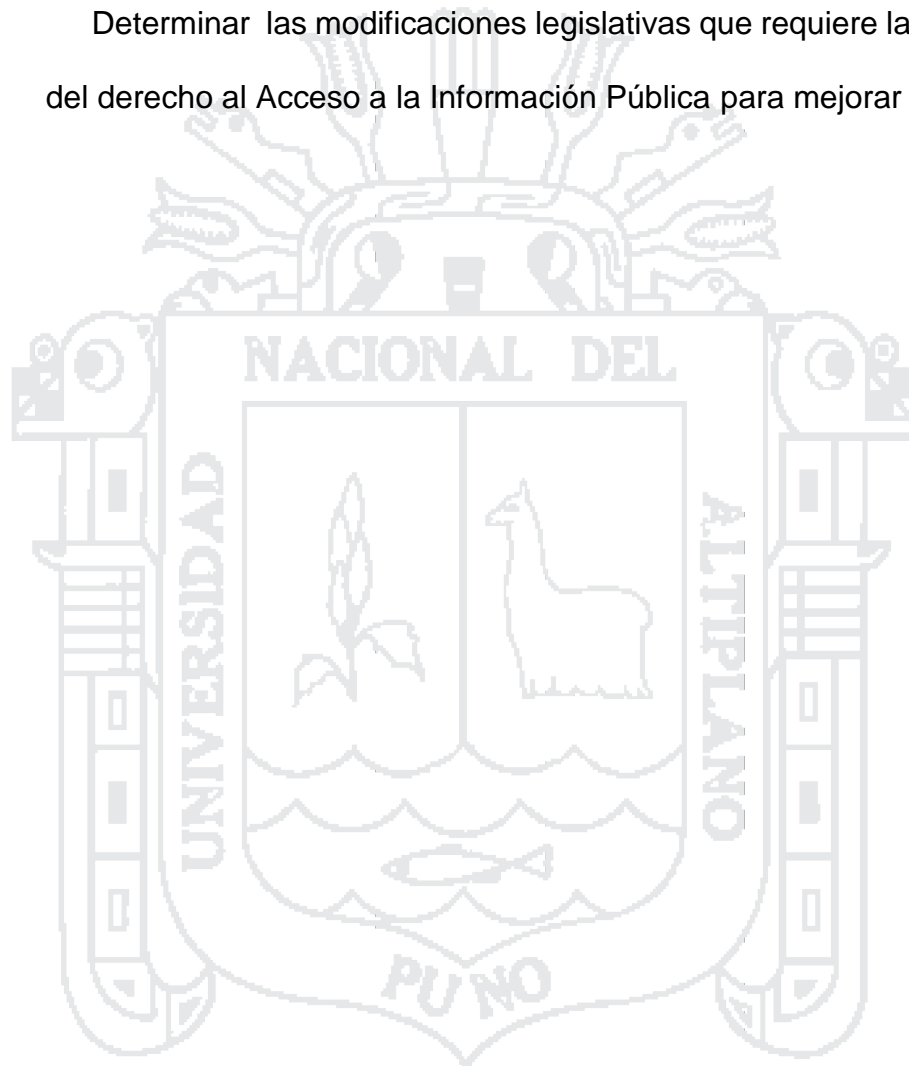 Determinar las modificaciones legislativas que requiere la
del derecho al Acceso a la Información Pública para mejorar
NACIONAL DEL
UNIVERSIDAD
ALTIPLANO
PUNO